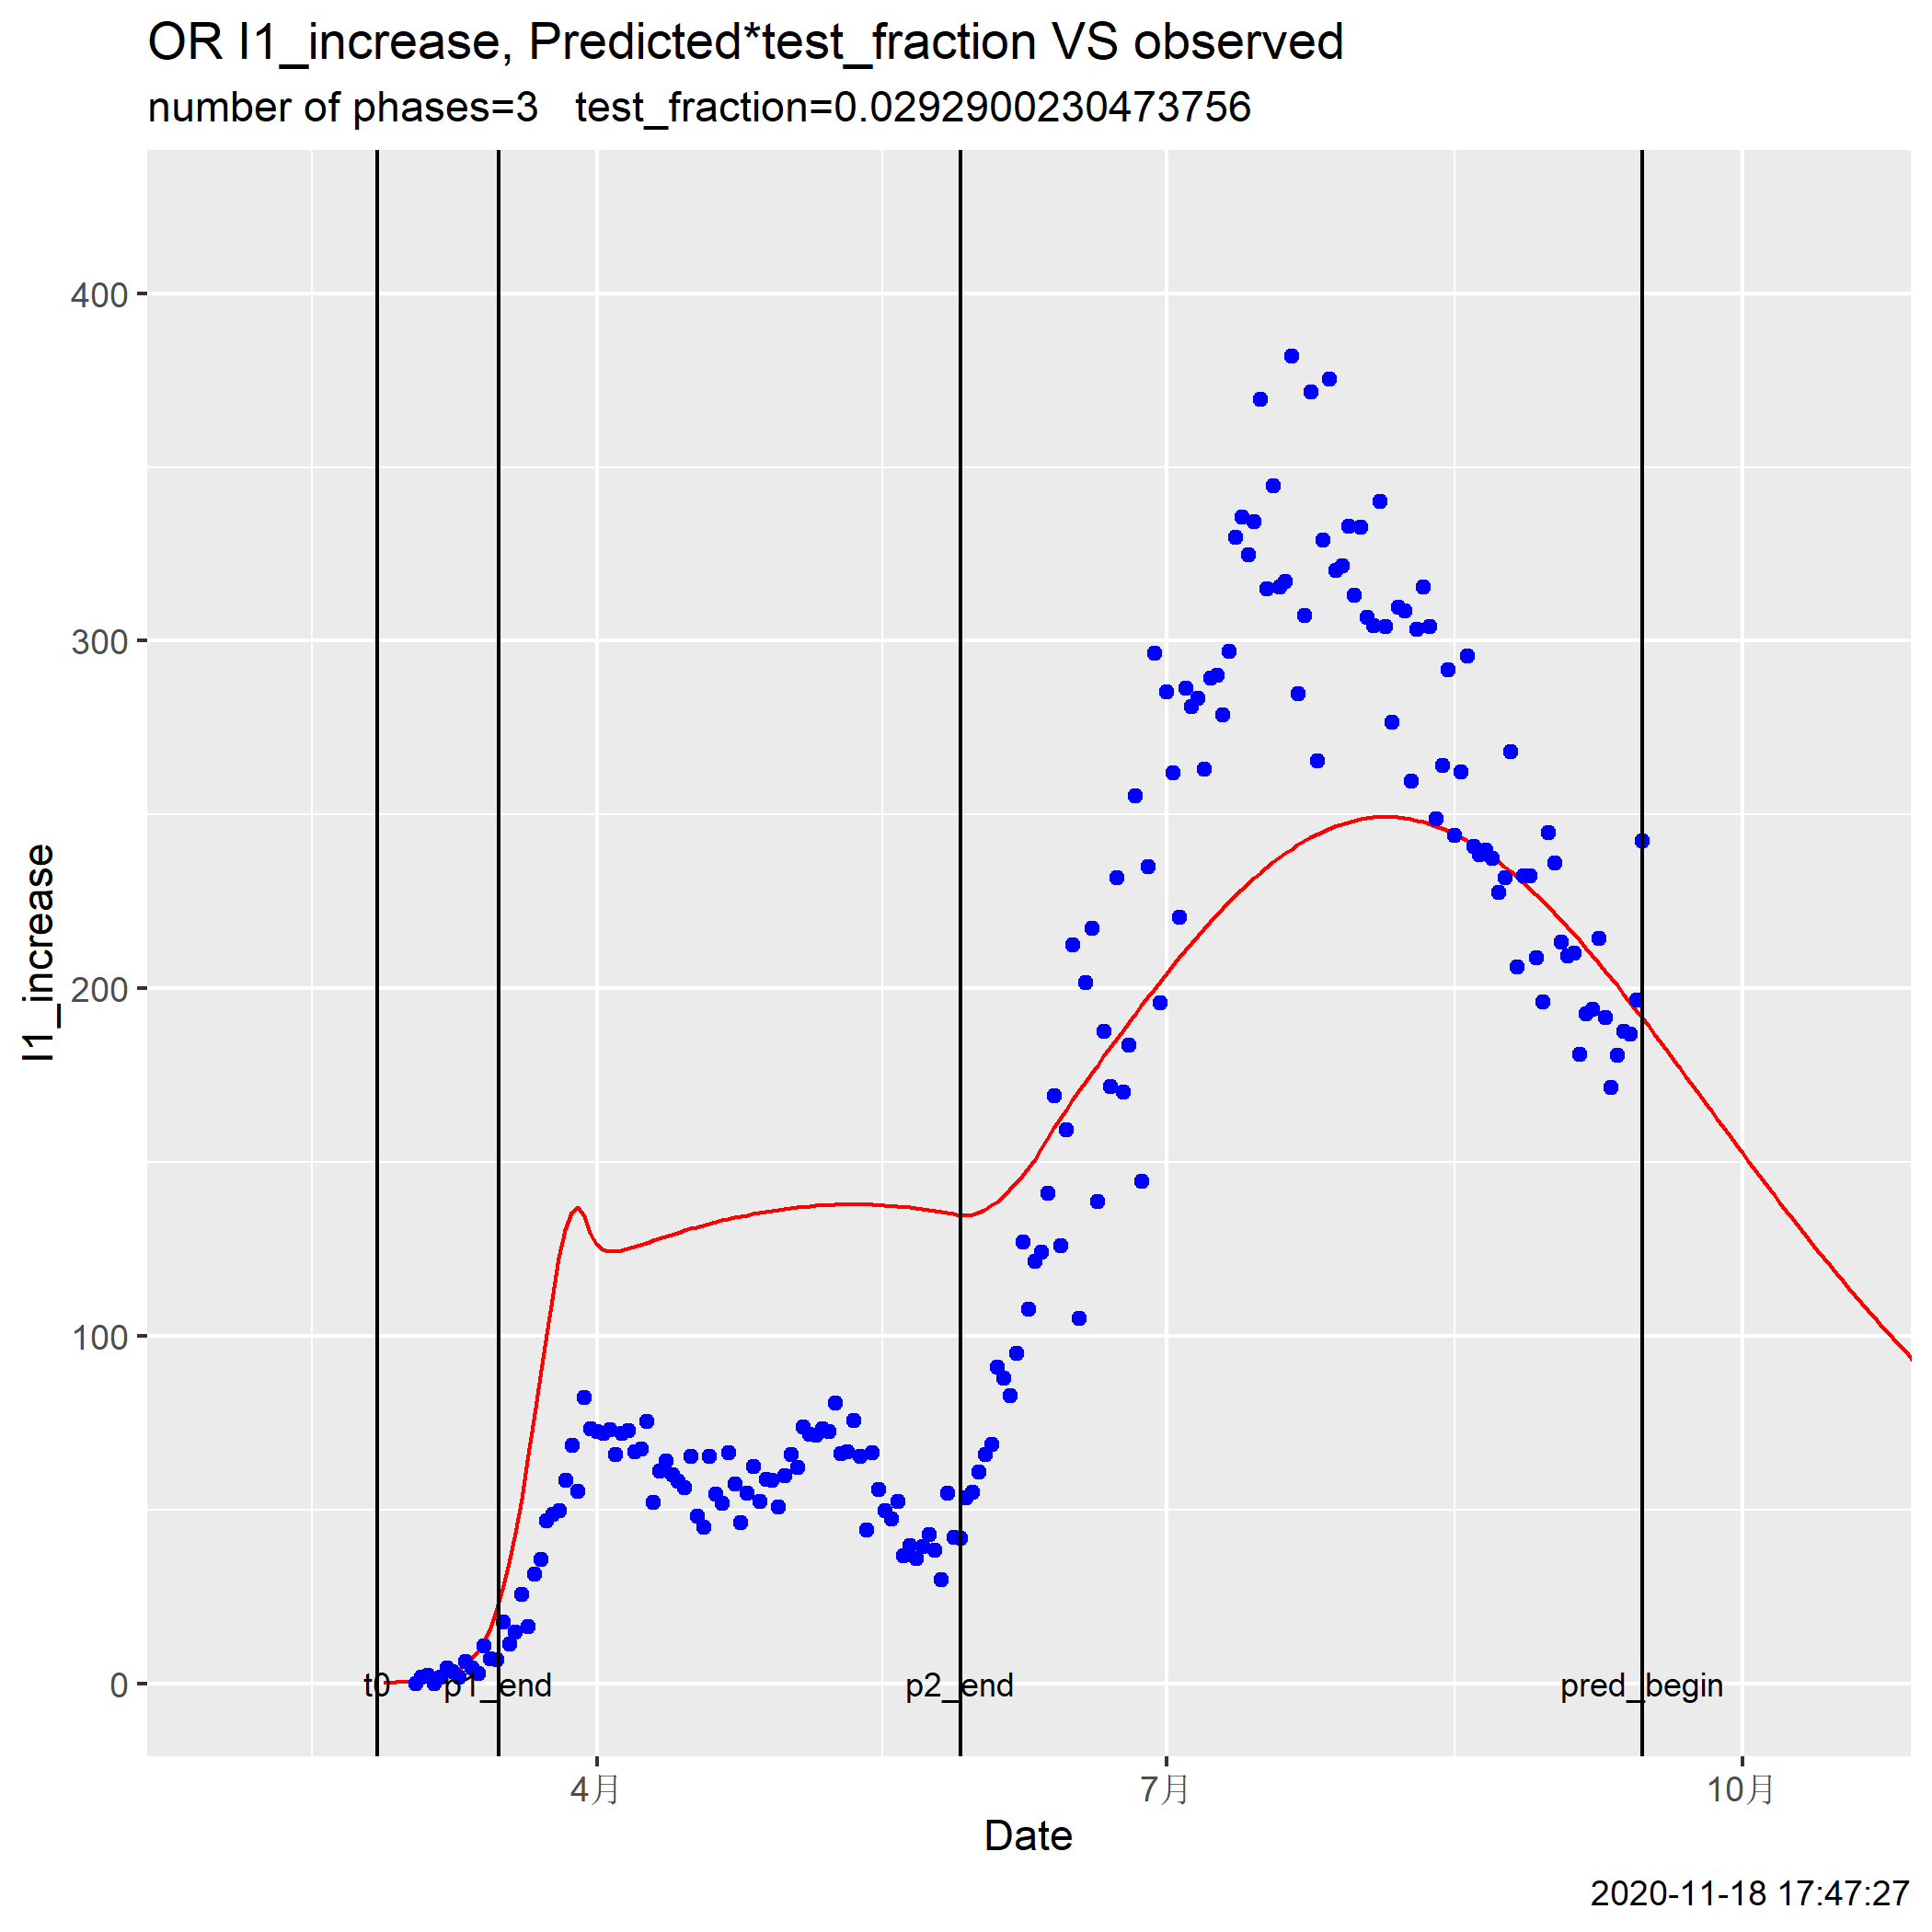 OR I1_increase, Predicted*test_fraction VS observed
number of phases=3 test_fraction=0.0292900230473756
I1_increase
400
300
200
100
0
t0
p1_end
p2_end
pred_begin
4月
7月
10月
Date
2020-11-18 17:47:27